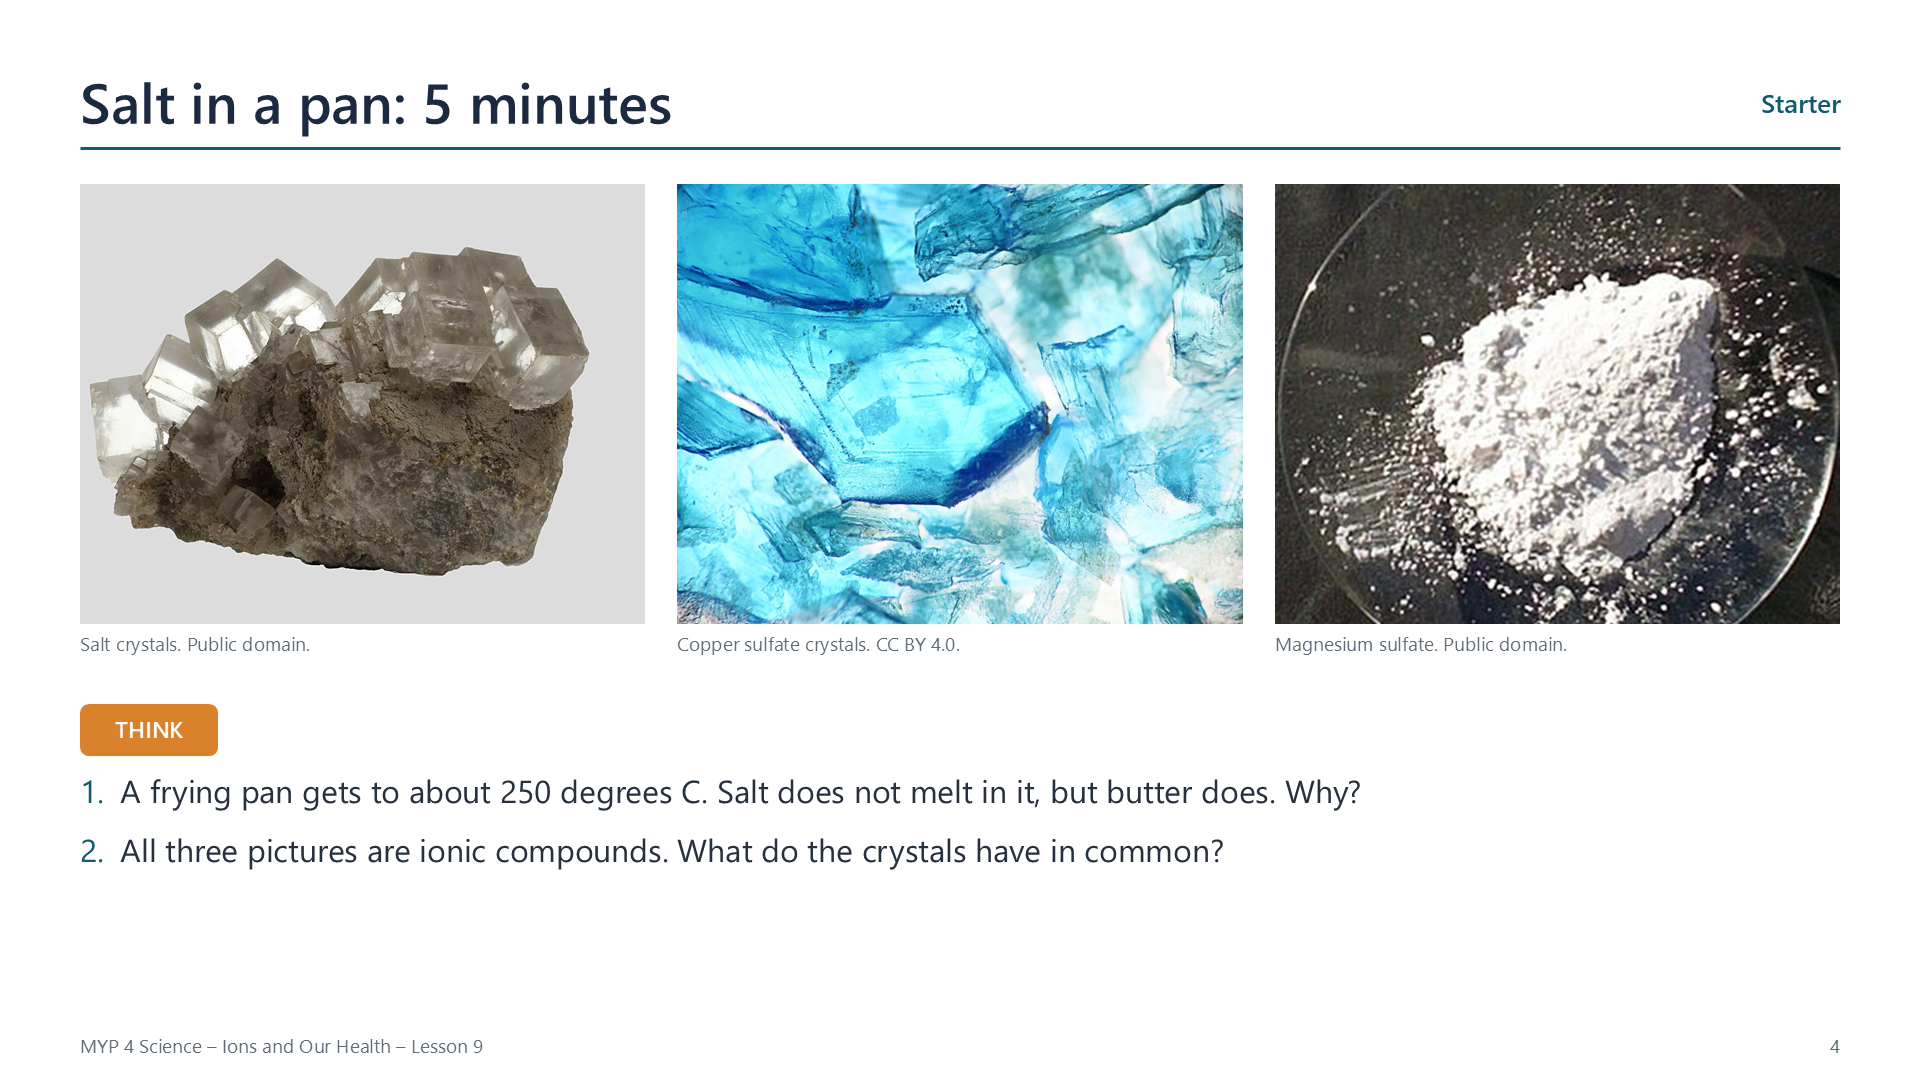 Salt in a pan: 5 minutes
Starter
Salt crystals. Public domain.
Copper sulfate crystals. CC BY 4.0.
Magnesium sulfate. Public domain.
THINK
1. A frying pan gets to about 250 degrees C. Salt does not melt in it, but butter does. Why?
2. All three pictures are ionic compounds. What do the crystals have in common?
MYP 4 Science – Ions and Our Health – Lesson 9
4